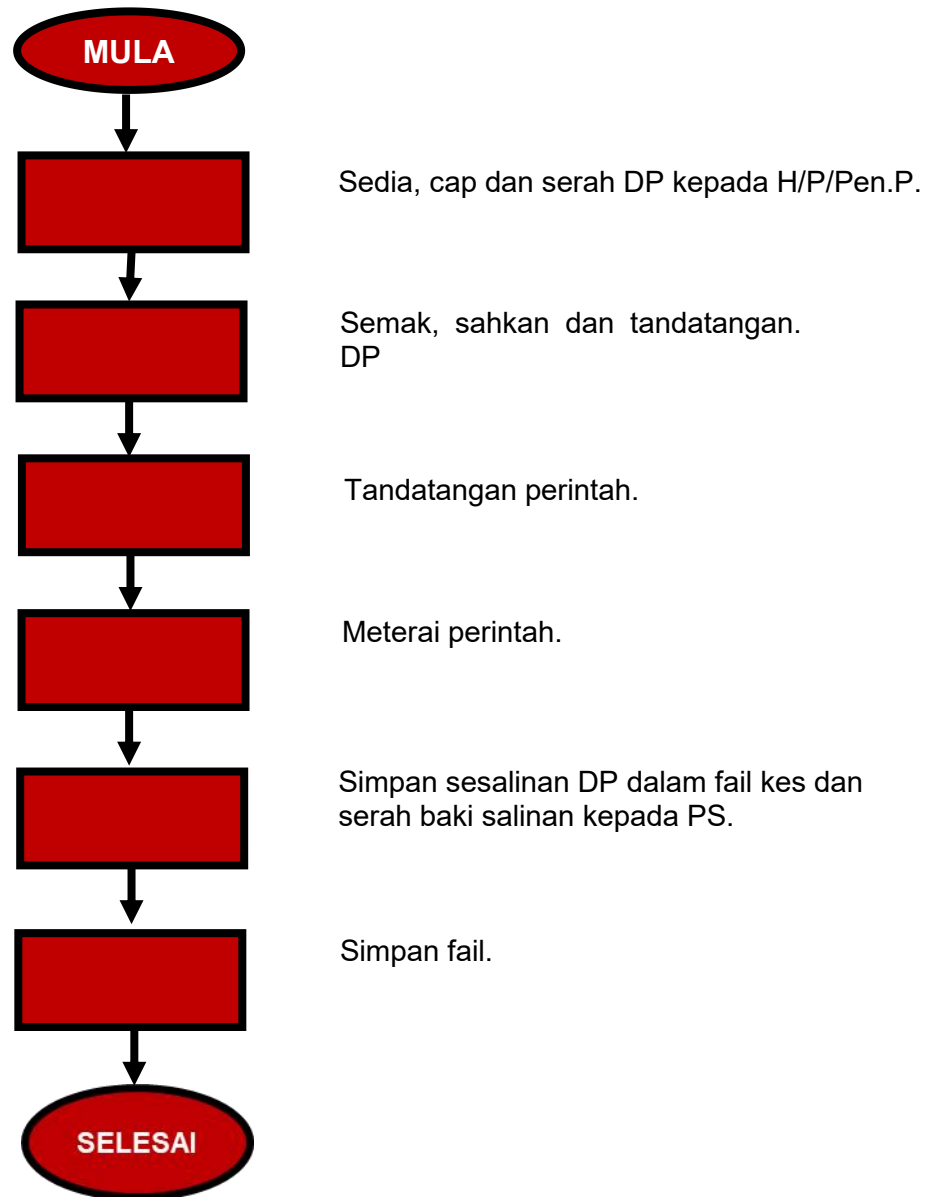 MULA
Sedia, cap dan serah DP kepada H/P/Pen.P.
Semak, sahkan dan tandatangan.
DP
Tandatangan perintah.
Meterai perintah.
Simpan sesalinan DP dalam fail kes dan
serah baki salinan kepada PS.
Simpan fail.
SELESAI